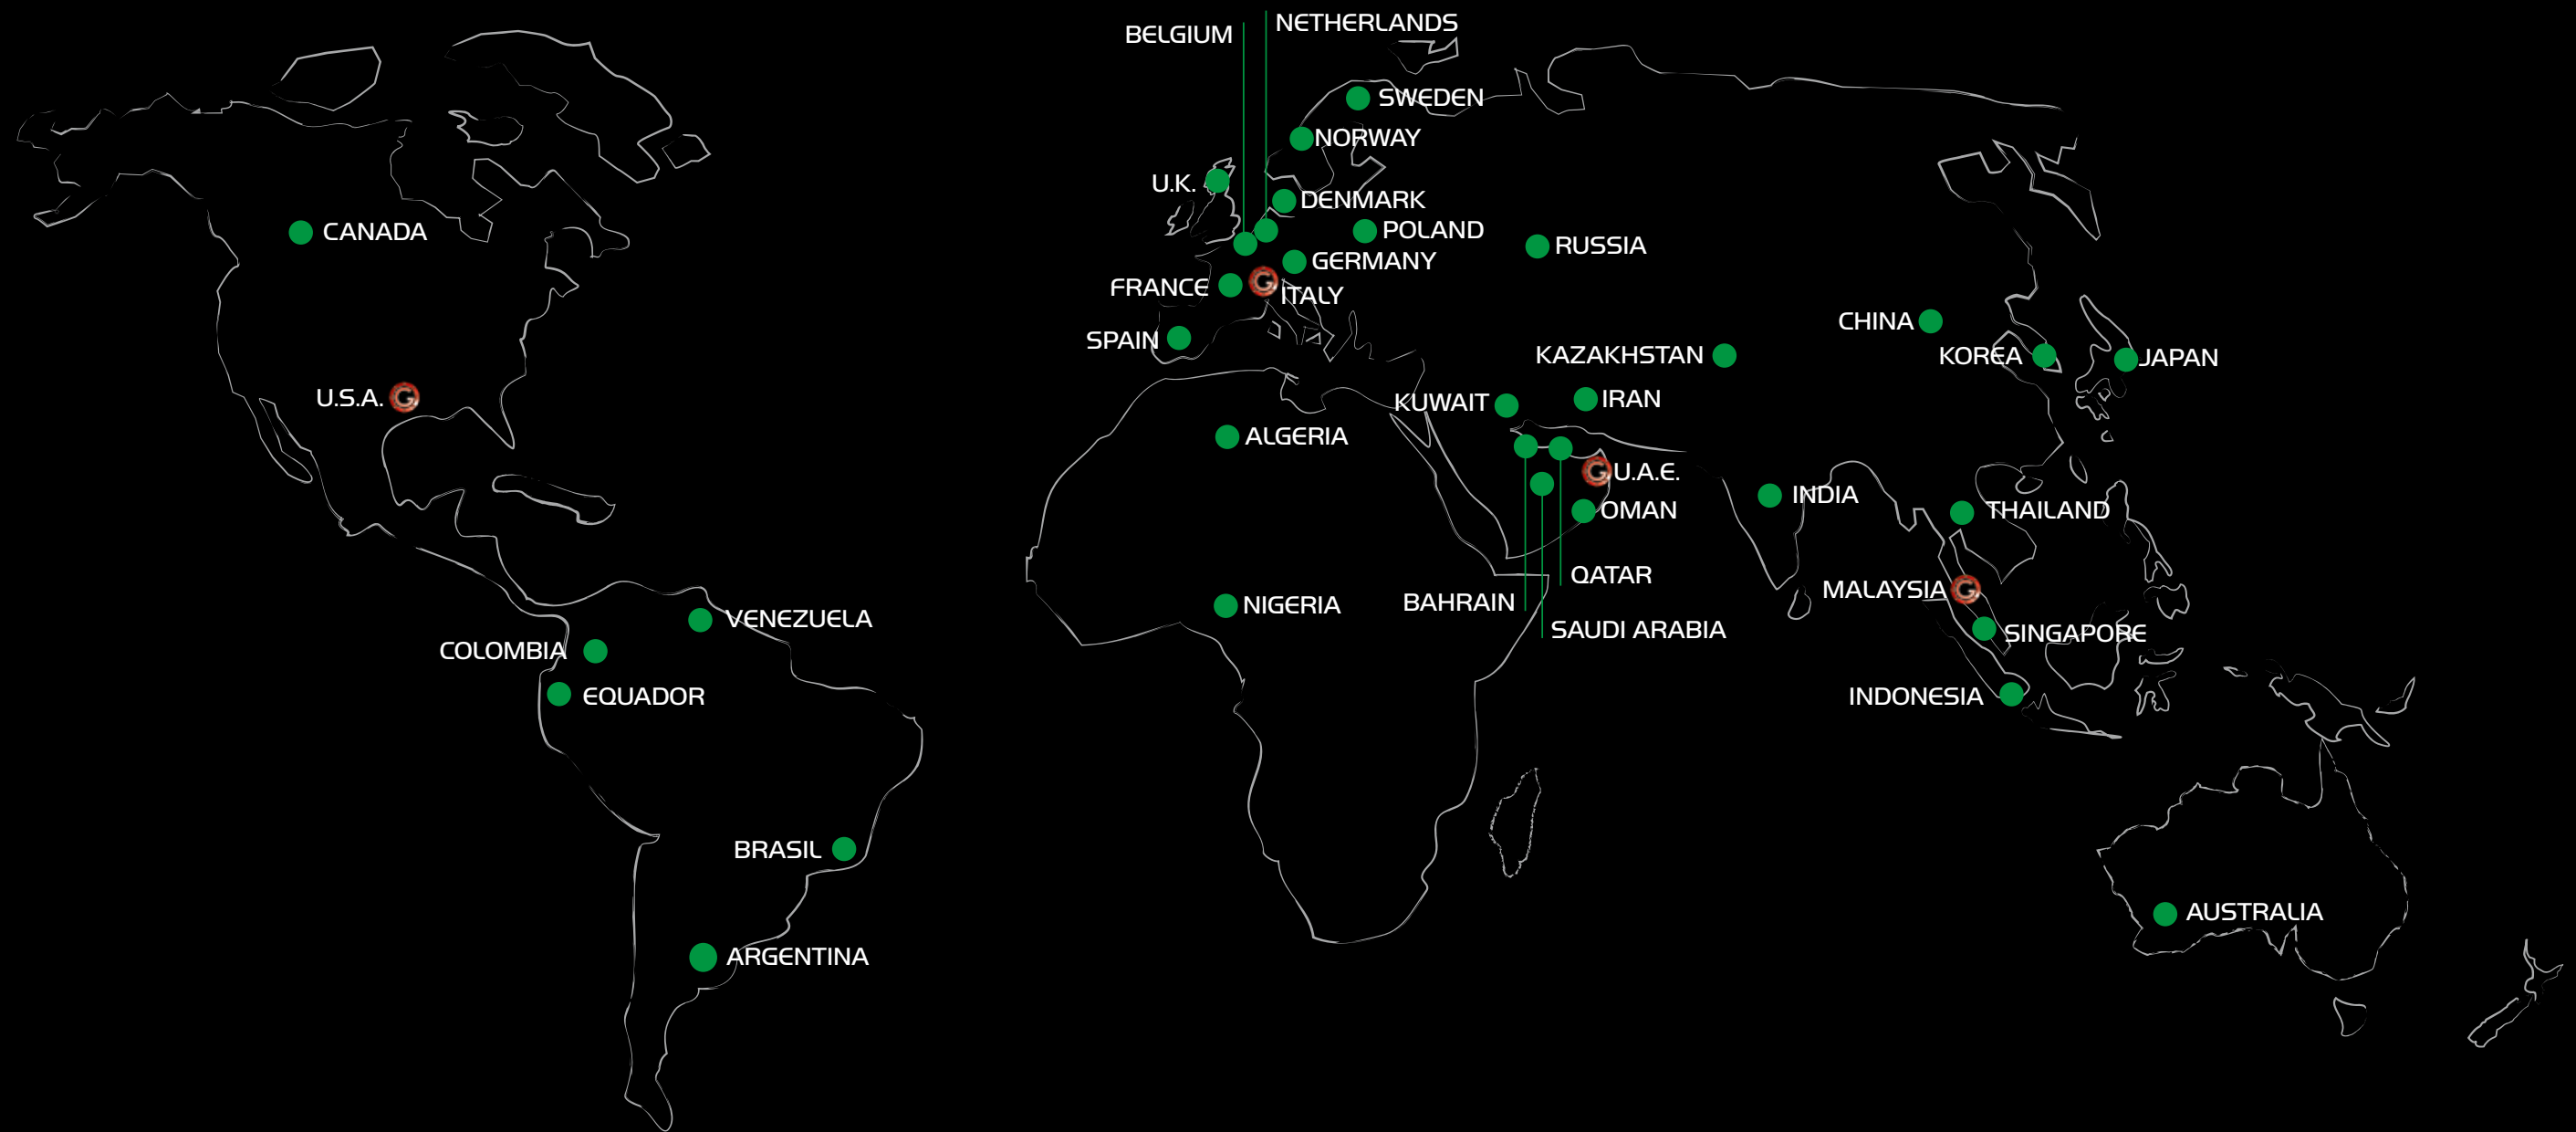 NETHERLANDS
BELGIUM
SWEDEN
NORWAY
U.K.
DENMARK
POLAND
CANADA
RUSSIA
GERMANY
FRANCE
G
ITALY
CHINA
SPAIN
KAZAKHSTAN
KOREA
JAPAN
U.S.A.
G
IRAN
KUWAIT
ALGERIA
G
U.A.E.
INDIA
OMAN
THAILAND
QATAR
MALAYSIA
G
BAHRAIN
NIGERIA
VENEZUELA
SAUDI ARABIA
SINGAPORE
COLOMBIA
EQUADOR
INDONESIA
BRASIL
AUSTRALIA
ARGENTINA